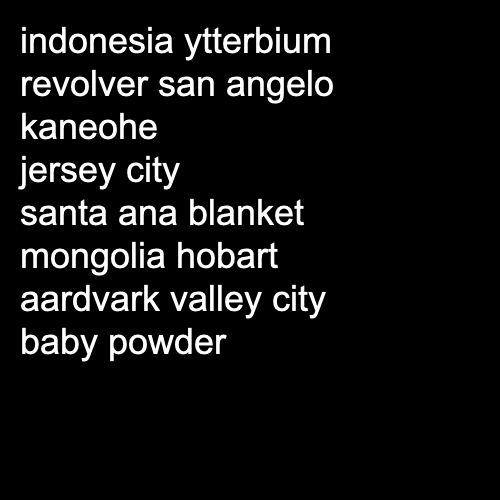 indonesia ytterbium
revolver san angelo
kaneohe
jersey city
santa ana blanket
mongolia hobart
aardvark valley city
baby powder